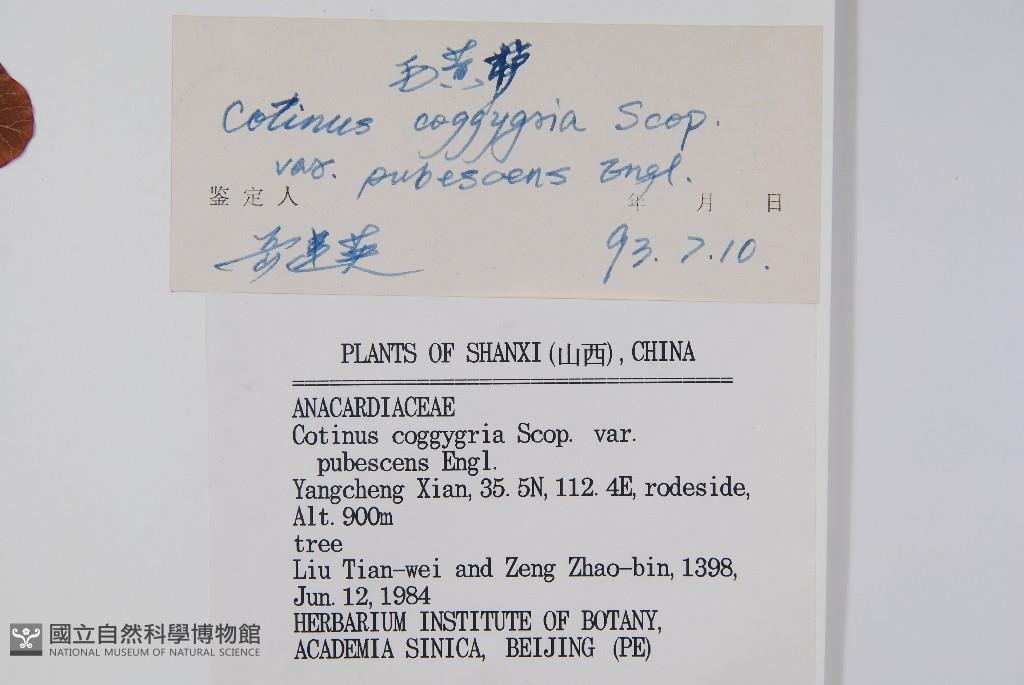 毛黄栌
Cotinus coggygria Scop.
var. pubescens Engl.
鉴定人 年 月 日
93.7.10.
PLANTS OF SHANXI(山西), CHINA
ANACARDIACEAE
Cotinus coggygria Scop. var.
pubescens Engl.
Yangcheng Xian, 35.5N, 112.4E, rodeside,
Alt. 900m
tree
Liu Tian-wei and Zeng Zhao-bin, 1398,
Jun. 12, 1984
HERBARIUM INSTITUTE OF BOTANY,
ACADEMIA SINICA, BEIJING (PE)
國立自然科學博物館
NATIONAL MUSEUM OF NATURAL SCIENCE